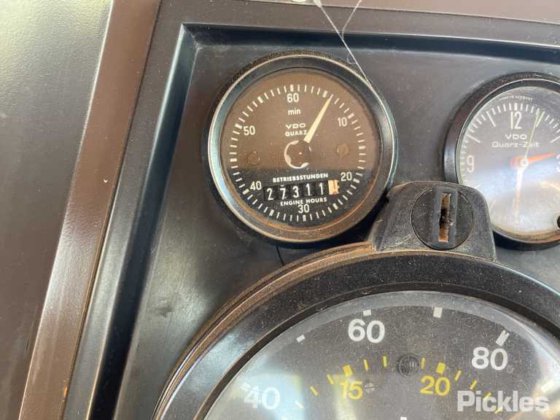 60
min
50
10
VDO
QUARZ
BETRIEBSSTUNDEN
40
20
27311
ENGINE HOURS
30
12
VDO
Quarz-Zeit
9
60
80
40
15
20
Pickles